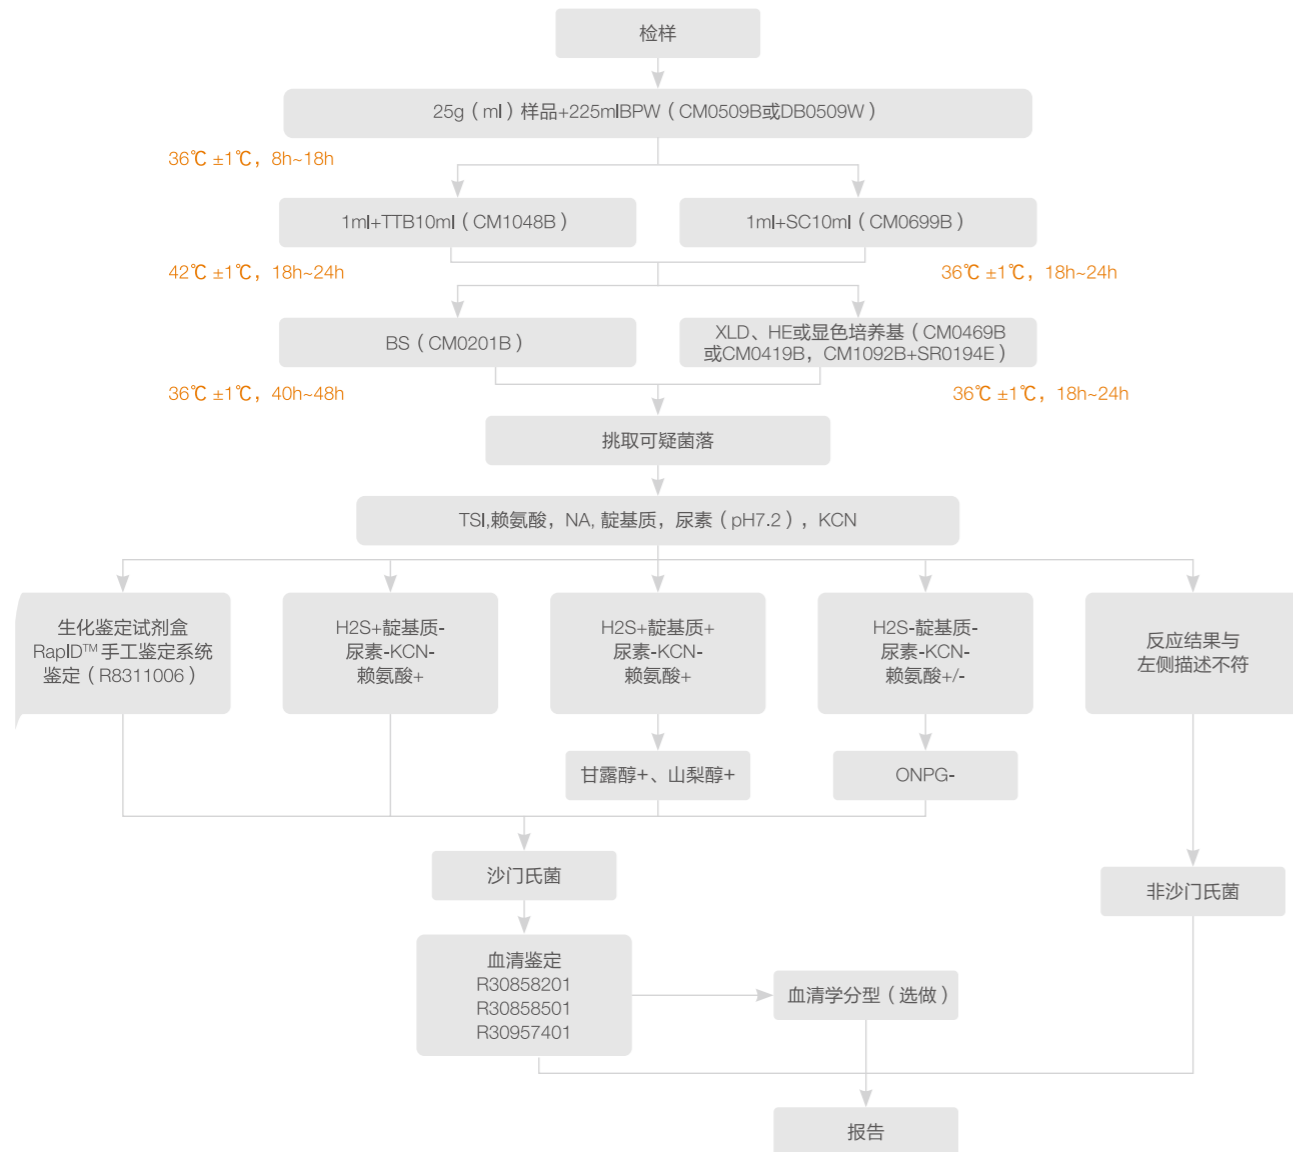 检样
25g（ml）样品+225mlBPW（CM0509B或DB0509W）
36℃ ±1℃，8h~18h
1ml+TTB10ml（CM1048B）
1ml+SC10ml（CM0699B）
42℃ ±1℃，18h~24h
36℃ ±1℃，18h~24h
BS（CM0201B）
XLD、HE或显色培养基（CM0469B
或CM0419B，CM1092B+SR0194E）
36℃ ±1℃，40h~48h
36℃ ±1℃，18h~24h
挑取可疑菌落
TSI,赖氨酸，NA, 靛基质，尿素（pH7.2），KCN
生化鉴定试剂盒
RapID™ 手工鉴定系统
鉴定（R8311006）
H2S+靛基质-
尿素-KCN-
赖氨酸+
H2S+靛基质+
尿素-KCN-
赖氨酸+
H2S-靛基质-
尿素-KCN-
赖氨酸+/-
反应结果与
左侧描述不符
甘露醇+、山梨醇+
ONPG-
沙门氏菌
非沙门氏菌
血清鉴定
R30858201
R30858501
R30957401
血清学分型（选做）
报告